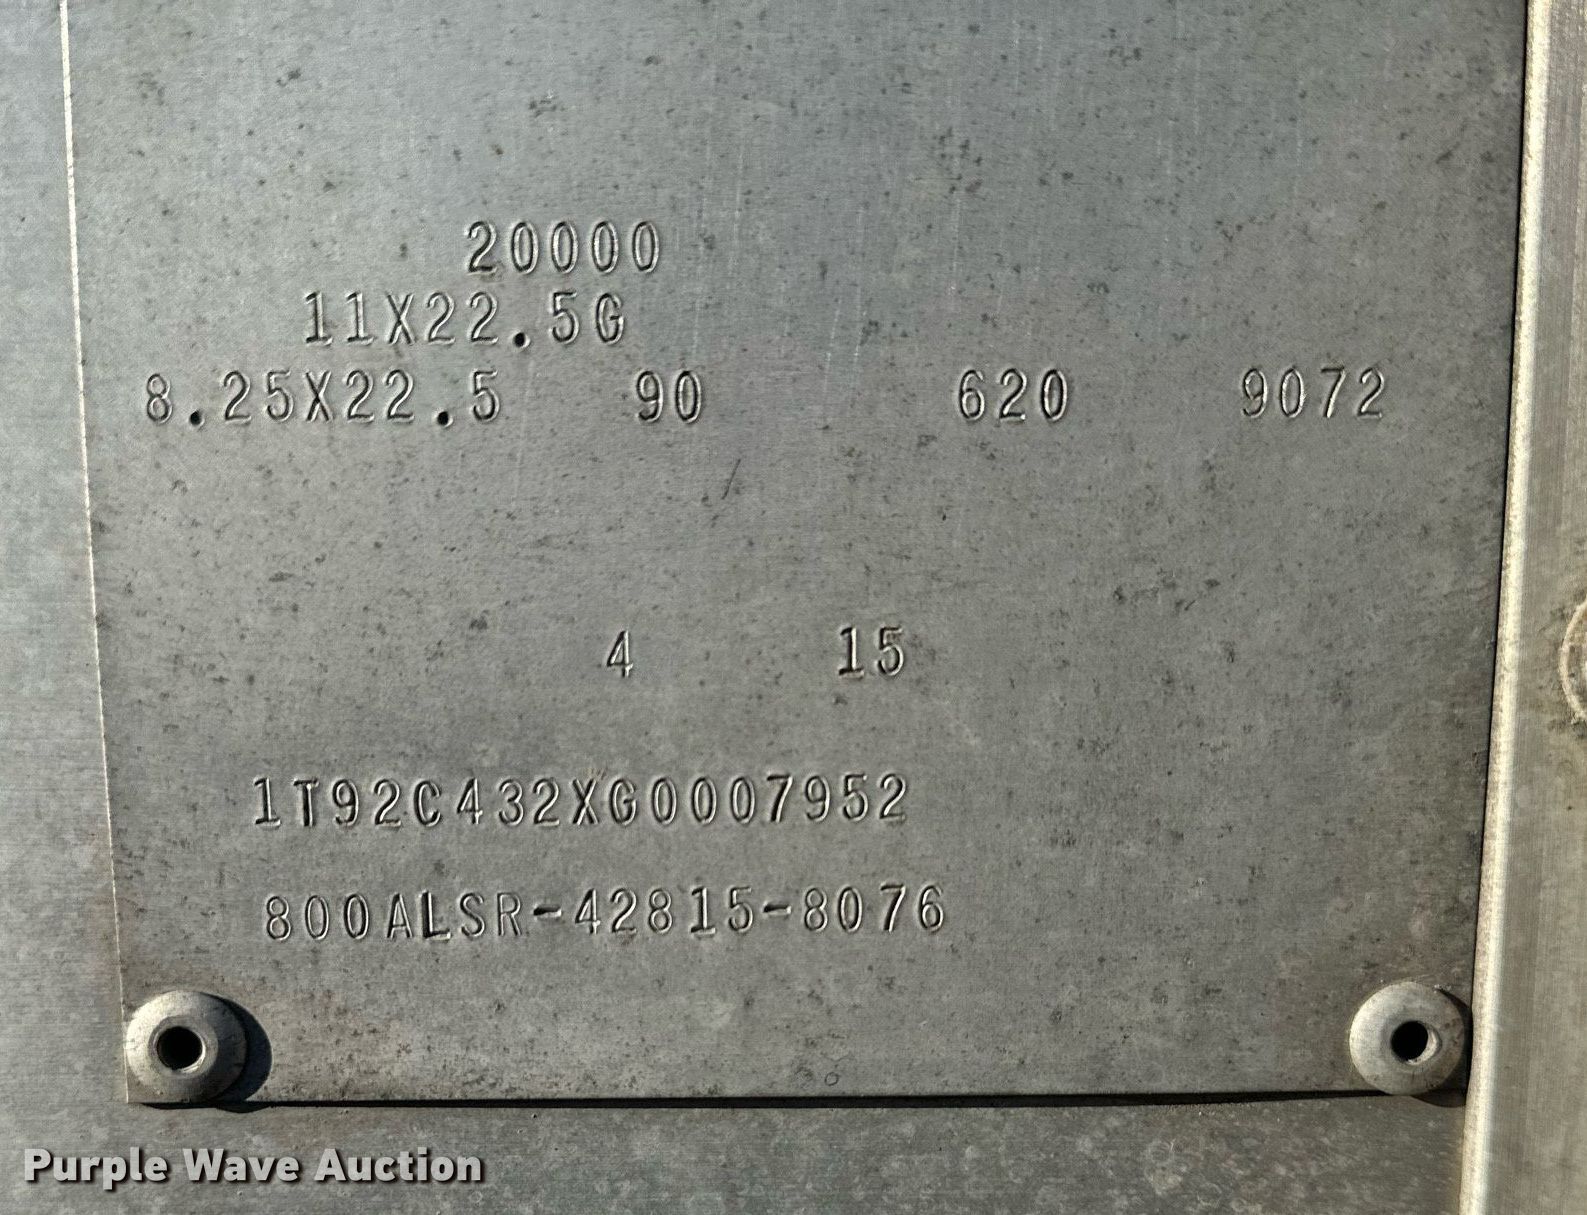 20000
11X22.5G
8.25X22.5 90 620 9072
4 15
1T92C432XG0007952
800ALSR-42815-8076
Purple Wave Auction